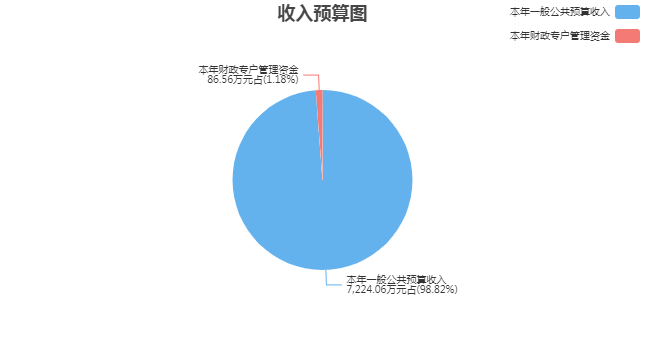 收入预算图
本年一般公共预算收入
本年财政专户管理资金
本年财政专户管理资金
86.56万元占(1.18%)
本年一般公共预算收入
7,224.06万元占(98.82%)